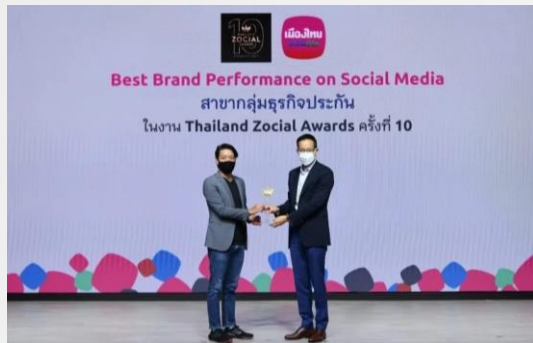 ZOCIAL
เมืองไทย
Best Brand Performance on Social Media
สาขากลุ่มธุรกิจประกัน
ในงาน Thailand Zocial Awards ครั้งที่ 10